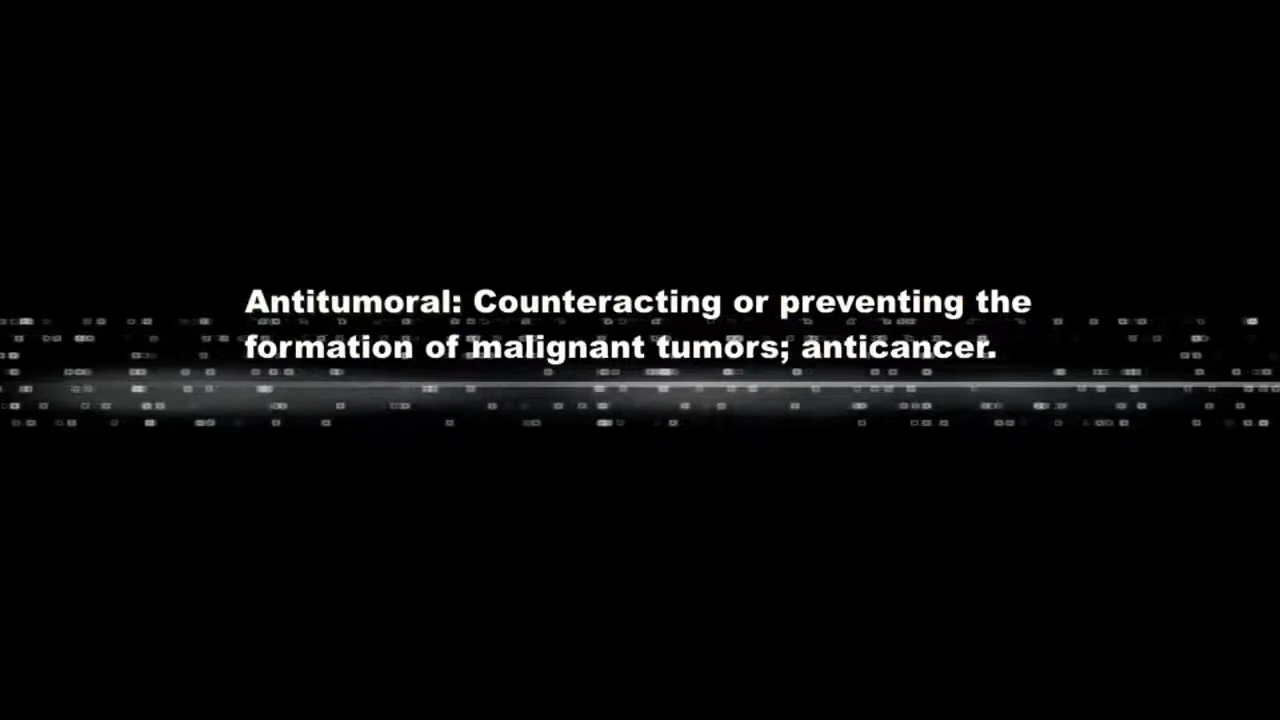 Antitumoral: Counteracting or preventing the
formation of malignant tumors; anticancer.